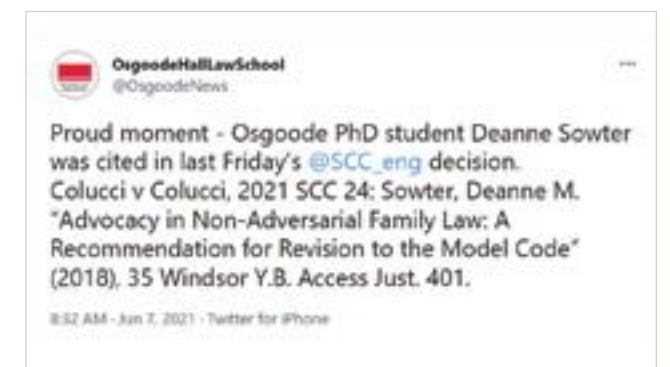 OsgoodeHallLawSchool
@OsgoodeNews
Proud moment - Osgoode PhD student Deanne Sowter
was cited in last Friday's @SCC_eng decision.
Colucci v Colucci, 2021 SCC 24: Sowter, Deanne M.
"Advocacy in Non-Adversarial Family Law: A
Recommendation for Revision to the Model Code"
(2018), 35 Windsor Y.B. Access Just. 401.
8:32 AM - Jun 7, 2021 - Twitter for iPhone